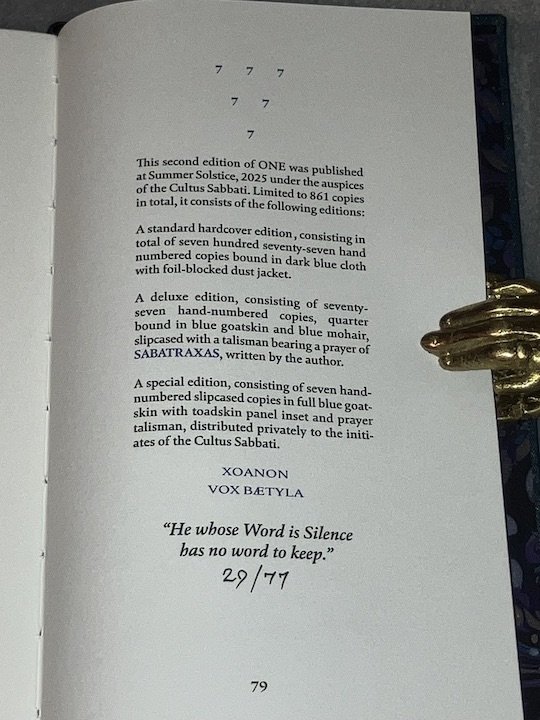 7 7 7
7 7
7
This second edition of ONE was published
at Summer Solstice, 2025 under the auspices
of the Cultus Sabbati. Limited to 861 copies
in total, it consists of the following editions:
A standard hardcover edition, consisting in
total of seven hundred seventy-seven hand
numbered copies bound in dark blue cloth
with foil-blocked dust jacket.
A deluxe edition, consisting of seventy-
seven hand-numbered copies, quarter
bound in blue goatskin and blue mohair,
slipcased with a talisman bearing a prayer of
SABATRAXAS, written by the author.
A special edition, consisting of seven hand-
numbered slipcased copies in full blue goat-
skin with toadskin panel inset and prayer
talisman, distributed privately to the initi-
ates of the Cultus Sabbati.
XOANON
VOX BÆTYLA
“He whose Word is Silence
has no word to keep.”
29/77
79